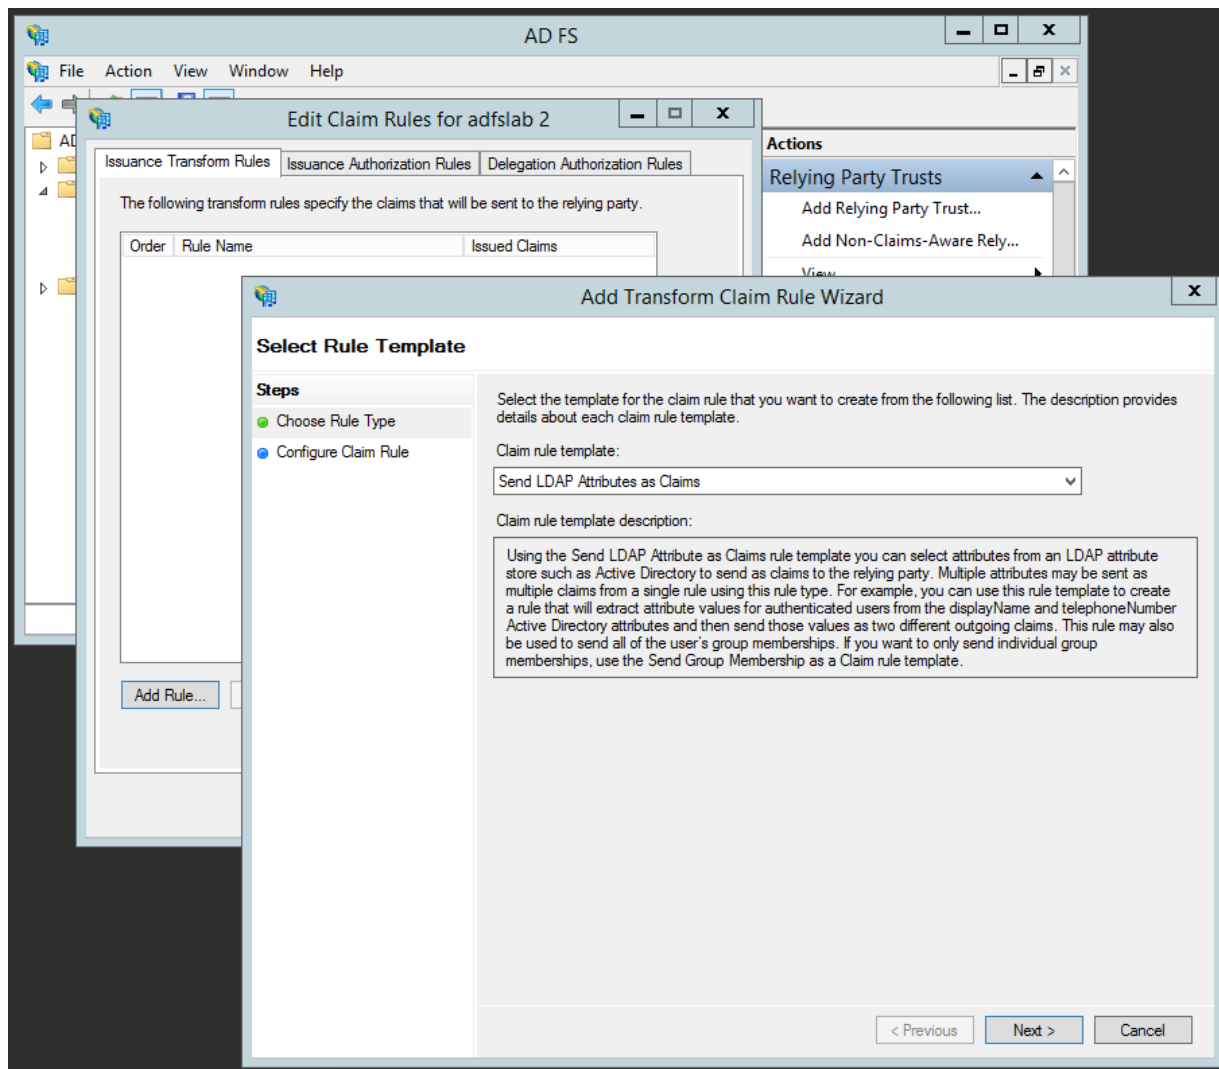 AD FS
File Action View Window Help
Edit Claim Rules for adfslab 2
Issuance Transform Rules Issuance Authorization Rules Delegation Authorization Rules
The following transform rules specify the claims that will be sent to the relying party.
Order Rule Name Issued Claims
Add Rule...
Actions
Relying Party Trusts
Add Relying Party Trust...
Add Non-Claims-Aware Rely...
View
Add Transform Claim Rule Wizard
Select Rule Template
Steps
Choose Rule Type
Configure Claim Rule
Select the template for the claim rule that you want to create from the following list. The description provides
details about each claim rule template.
Claim rule template:
Send LDAP Attributes as Claims
Claim rule template description:
Using the Send LDAP Attribute as Claims rule template you can select attributes from an LDAP attribute
store such as Active Directory to send as claims to the relying party. Multiple attributes may be sent as
multiple claims from a single rule using this rule type. For example, you can use this rule template to create
a rule that will extract attribute values for authenticated users from the displayName and telephoneNumber
Active Directory attributes and then send those values as two different outgoing claims. This rule may also
be used to send all of the user's group memberships. If you want to only send individual group
memberships, use the Send Group Membership as a Claim rule template.
< Previous Next > Cancel